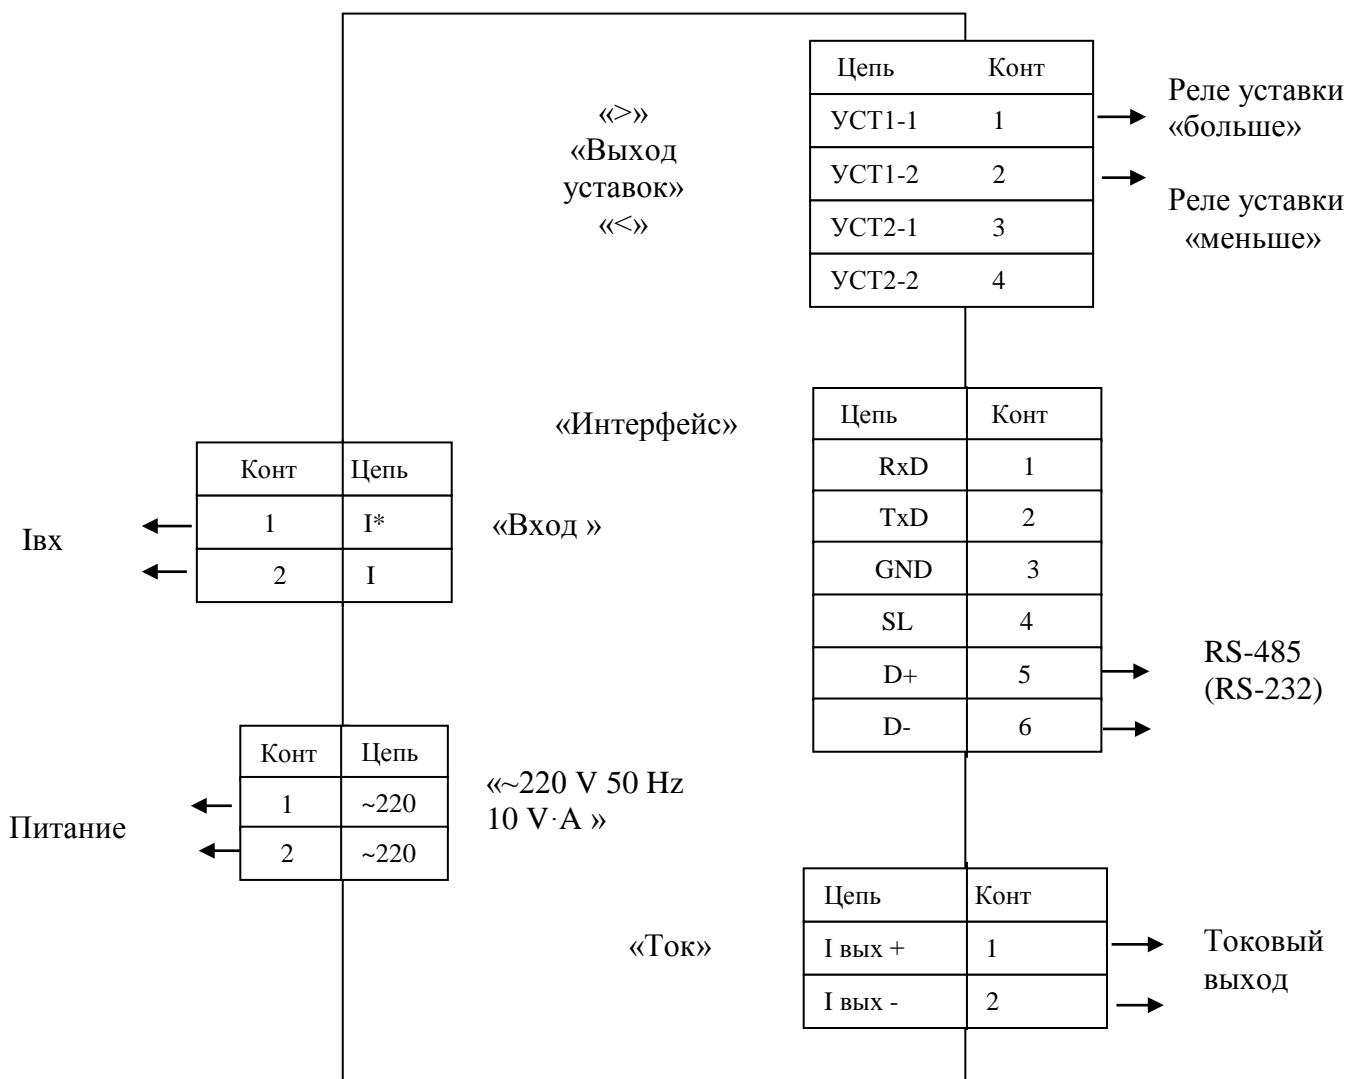 Цепь Конт
«>»
«Выход
уставок»
«<»
УСТ1-1 1
УСТ1-2 2
УСТ2-1 3
УСТ2-2 4
Реле уставки
«больше»
Реле уставки
«меньше»
«Интерфейс»
Цепь Конт
RxD 1
TxD 2
GND 3
SL 4
D+ 5
D- 6
RS-485
(RS-232)
Iвх
Конт Цепь
1 I*
2 I
«Вход »
Питание
Конт Цепь
1 ~220
2 ~220
«~220 V 50 Hz
10 V·A »
«Ток»
Цепь Конт
I вых + 1
I вых - 2
Токовый
выход